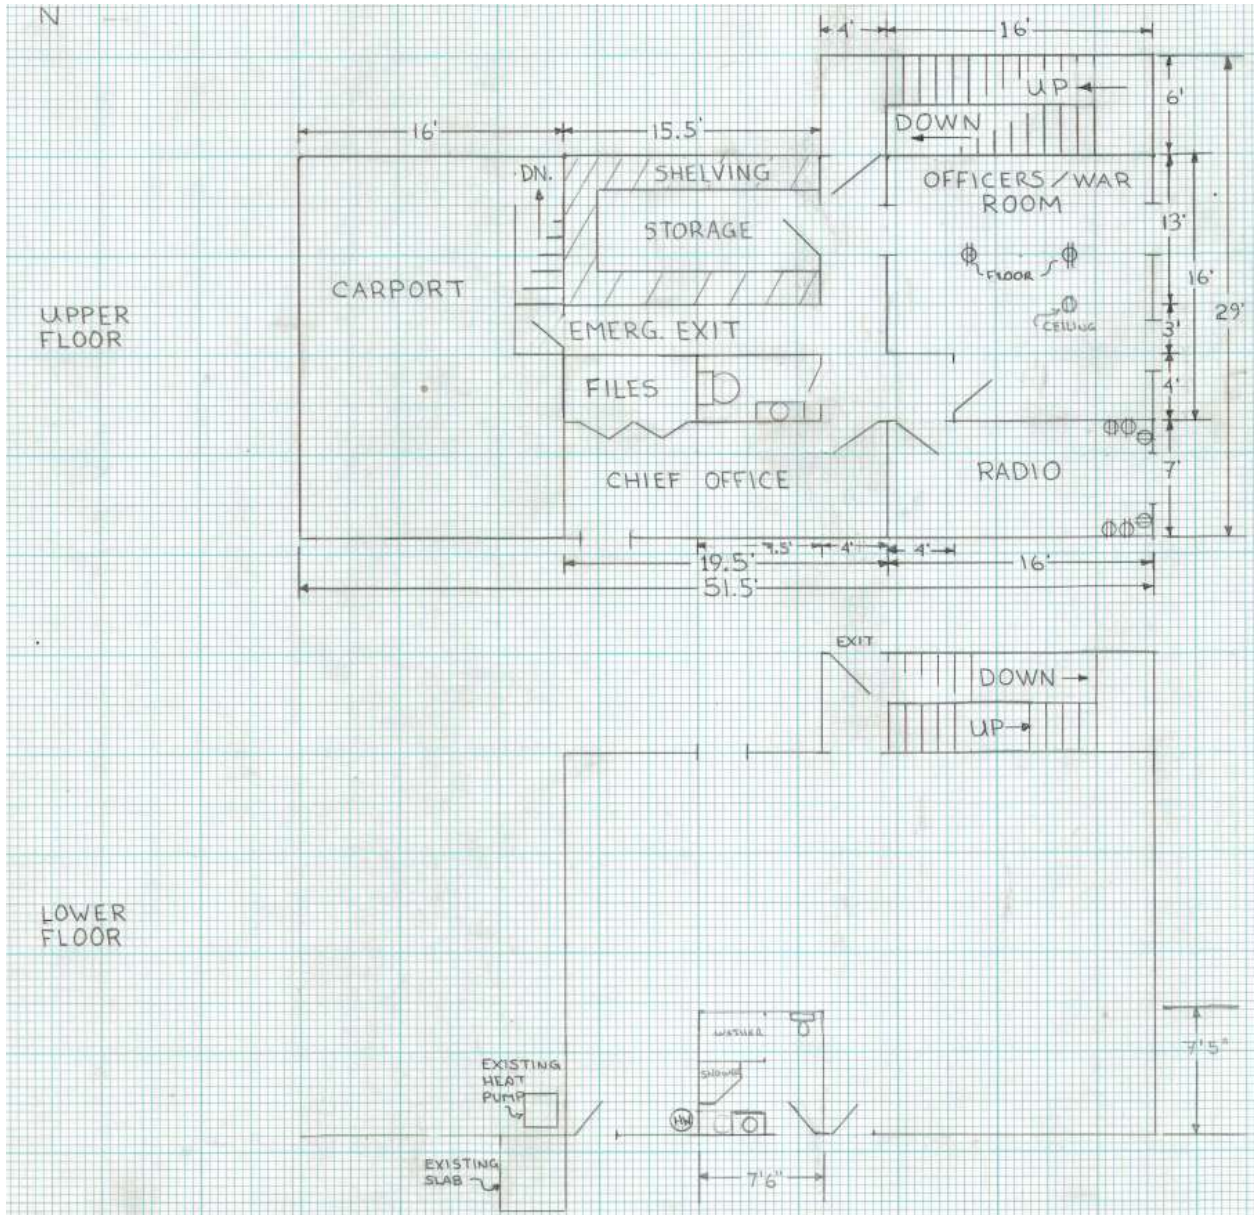 N
4'
16'
UP
6'
DOWN
16'
15.5'
DN.
SHELVING
OFFICERS/WAR
ROOM
STORAGE
13'
FLOOR
CARPORT
16'
29'
UPPER
FLOOR
EMERG. EXIT
CEILING
3'
FILES
4'
CHIEF OFFICE
RADIO
7'
7.5'
4'
4'
19.5'
16'
51.5'
EXIT
DOWN
UP
LOWER
FLOOR
WASHER
7'5"
EXISTING
HEAT
PUMP
SHOWER
HW
EXISTING
SLAB
7'6"